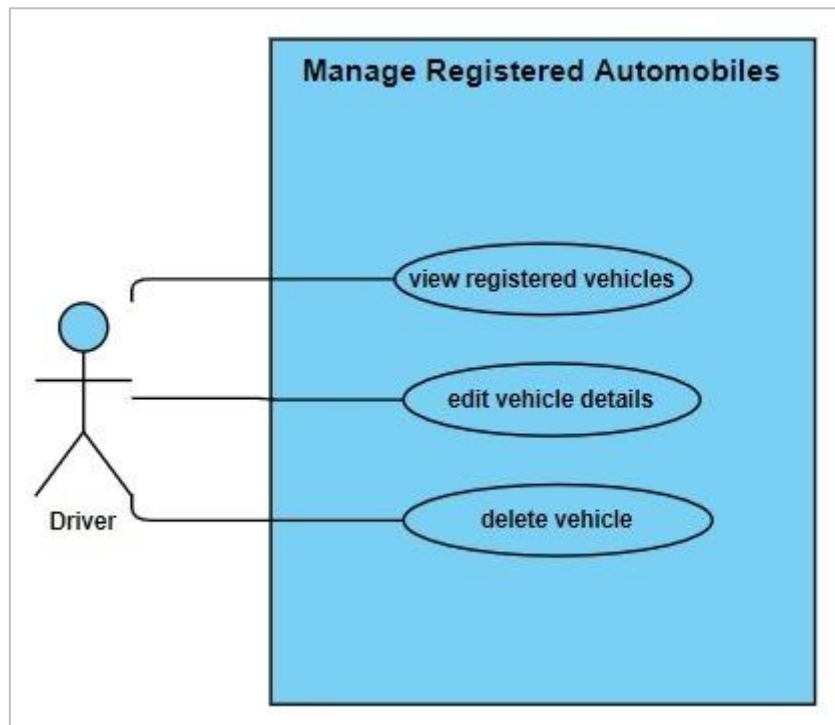 Manage Registered Automobiles
view registered vehicles
edit vehicle details
delete vehicle
Driver